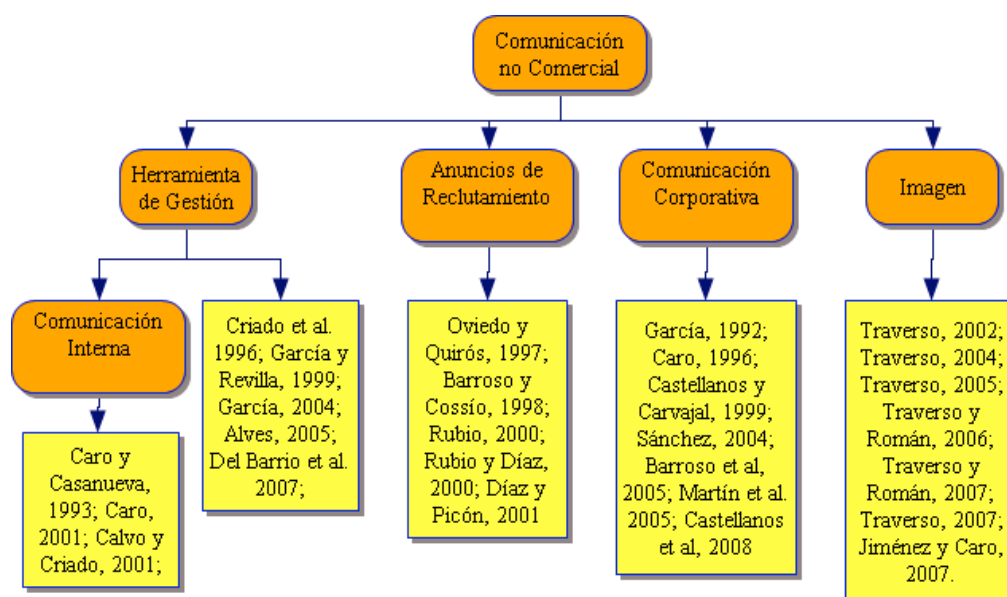 Comunicación
no Comercial
Herramienta
de Gestión
Anuncios de
Reclutamiento
Comunicación
Corporativa
Imagen
Comunicación
Interna
Criado et al.
1996; García y
Revilla, 1999;
García, 2004;
Alves, 2005;
Del Barrio et al.
2007;
Oviedo y
Quirós, 1997;
Barroso y
Cossío, 1998;
Rubio, 2000;
Rubio y Díaz,
2000; Díaz y
Picón, 2001
García, 1992;
Caro, 1996;
Castellanos y
Carvajal, 1999;
Sánchez, 2004;
Barroso et al,
2005; Martín et al.
2005; Castellanos
et al, 2008
Traverso, 2002;
Traverso, 2004;
Traverso, 2005;
Traverso y
Román, 2006;
Traverso y
Román, 2007;
Traverso, 2007;
Jiménez y Caro,
2007.
Caro y
Casanueva,
1993; Caro,
2001; Calvo y
Criado, 2001;